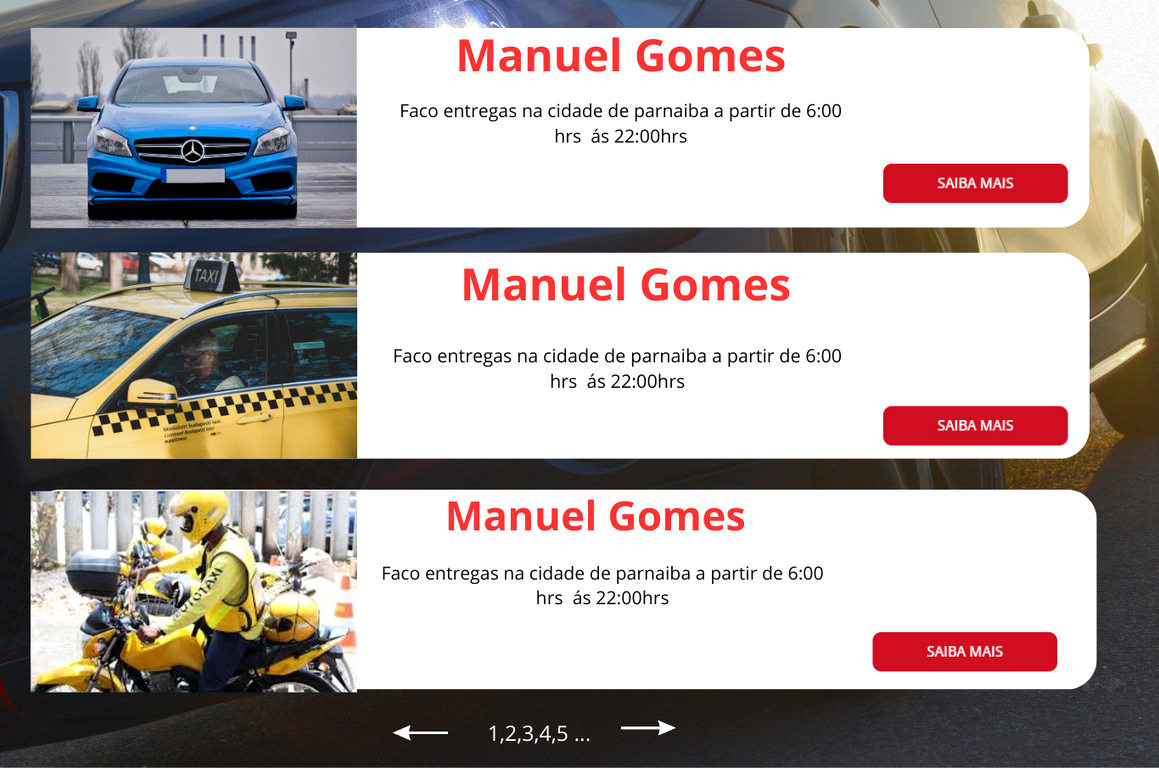 Manuel Gomes
Faco entregas na cidade de parnaiba a partir de 6:00
hrs  ás 22:00hrs
SAIBA MAIS
TAXI
Manuel Gomes
Faco entregas na cidade de parnaiba a partir de 6:00
hrs  ás 22:00hrs
SAIBA MAIS
Manuel Gomes
Faco entregas na cidade de parnaiba a partir de 6:00
hrs  ás 22:00hrs
MOTOTAXI
SAIBA MAIS
1,2,3,4,5 ...